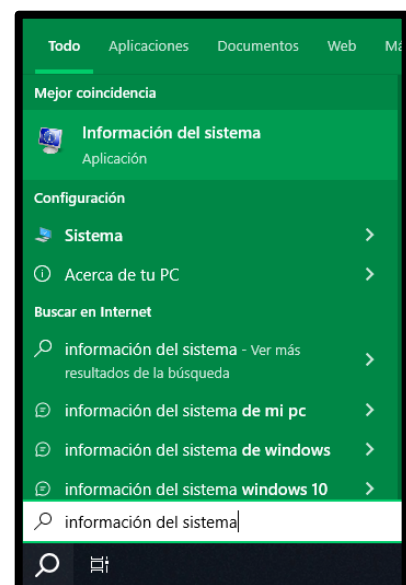 Todo Aplicaciones Documentos Web Má
Mejor coincidencia
Información del sistema
Aplicación
Configuración
Sistema
Acerca de tu PC
Buscar en Internet
información del sistema - Ver más
resultados de la búsqueda
información del sistema de mi pc
información del sistema de windows
información del sistema windows 10
información del sistema